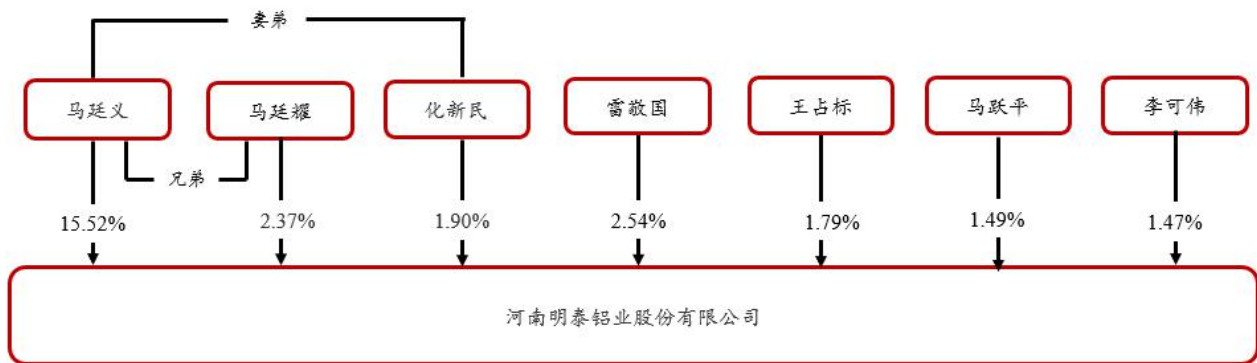 妻弟
马廷义
马廷耀
化新民
雷敬国
王占标
马跃平
李可伟
兄弟
15.52%
2.37%
1.90%
2.54%
1.79%
1.49%
1.47%
河南明泰铝业股份有限公司